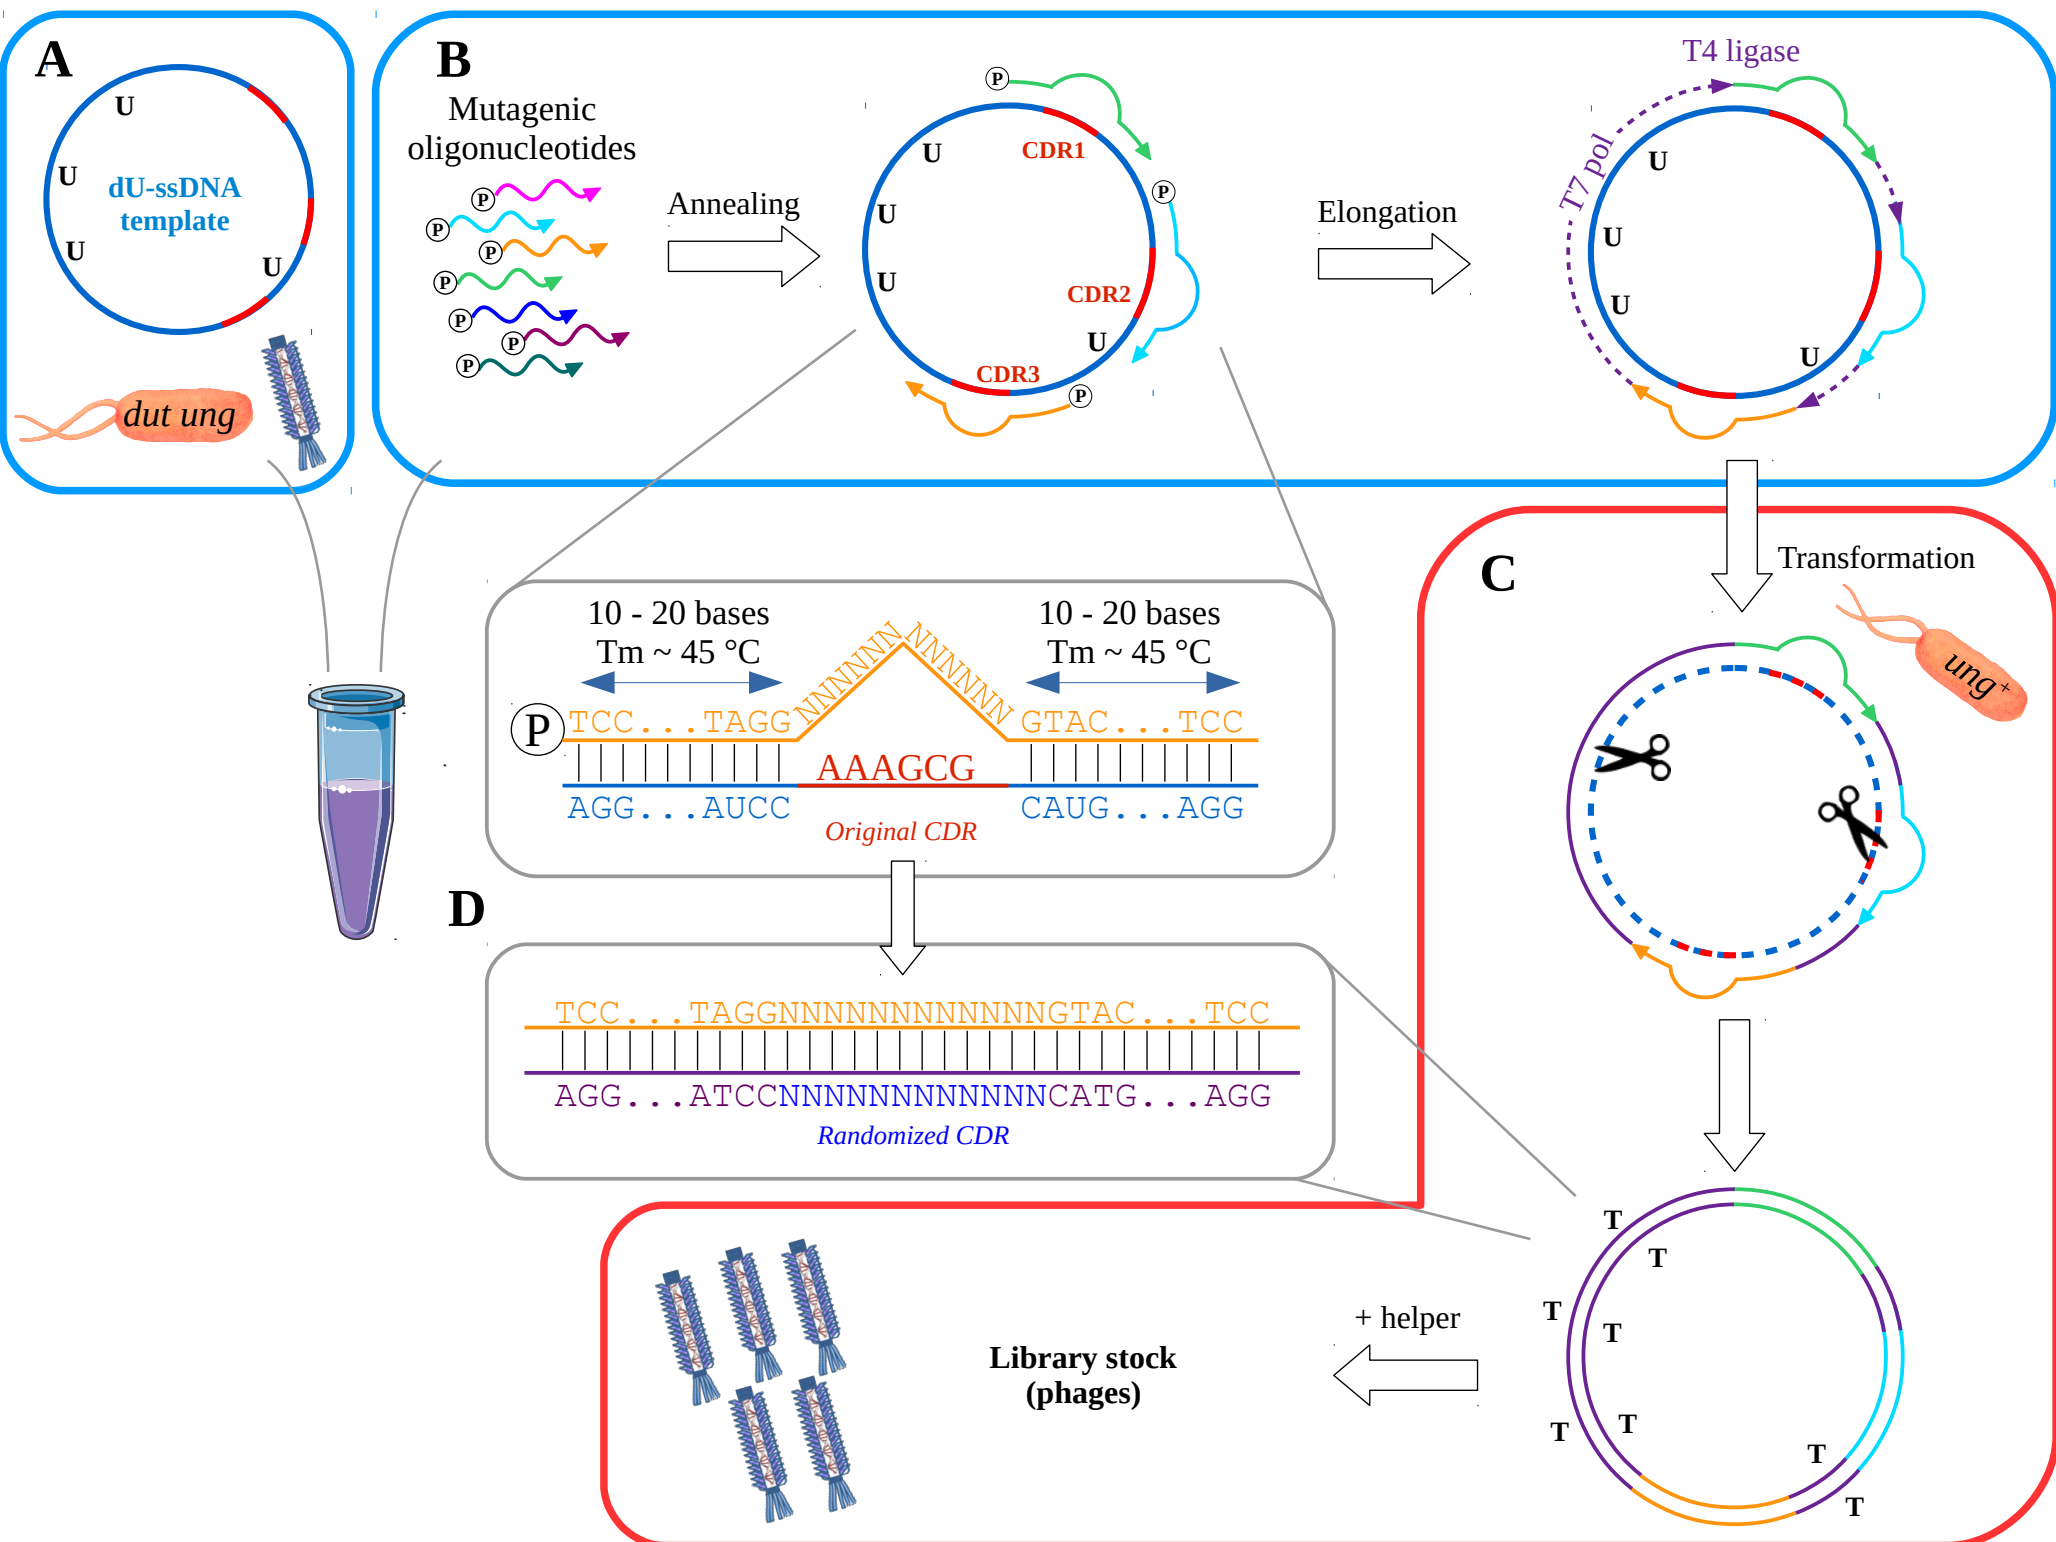 A
U
U
dU-ssDNA
template
U
U
dut ung
B
Mutagenic
oligonucleotides
P
P
P
P
P
P
P
Annealing
P
CDR1
U
P
U
CDR2
U
U
CDR3
P
Elongation
T4 ligase
T7 pol
U
U
U
U
C
Transformation
ung+
10 - 20 bases
Tm ~ 45 °C
10 - 20 bases
Tm ~ 45 °C
P
TCC...TAGG
NNNNNN
NNNNNN
GTAC...TCC
AAAGCG
AGG...AUCC
CAUG...AGG
Original CDR
D
TCC...TAGGNNNNNNNNNNNNGTAC...TCC
AGG...ATCCNNNNNNNNNNNNCATG...AGG
Randomized CDR
T
T
T
T
T
T
T
T
+ helper
Library stock
(phages)